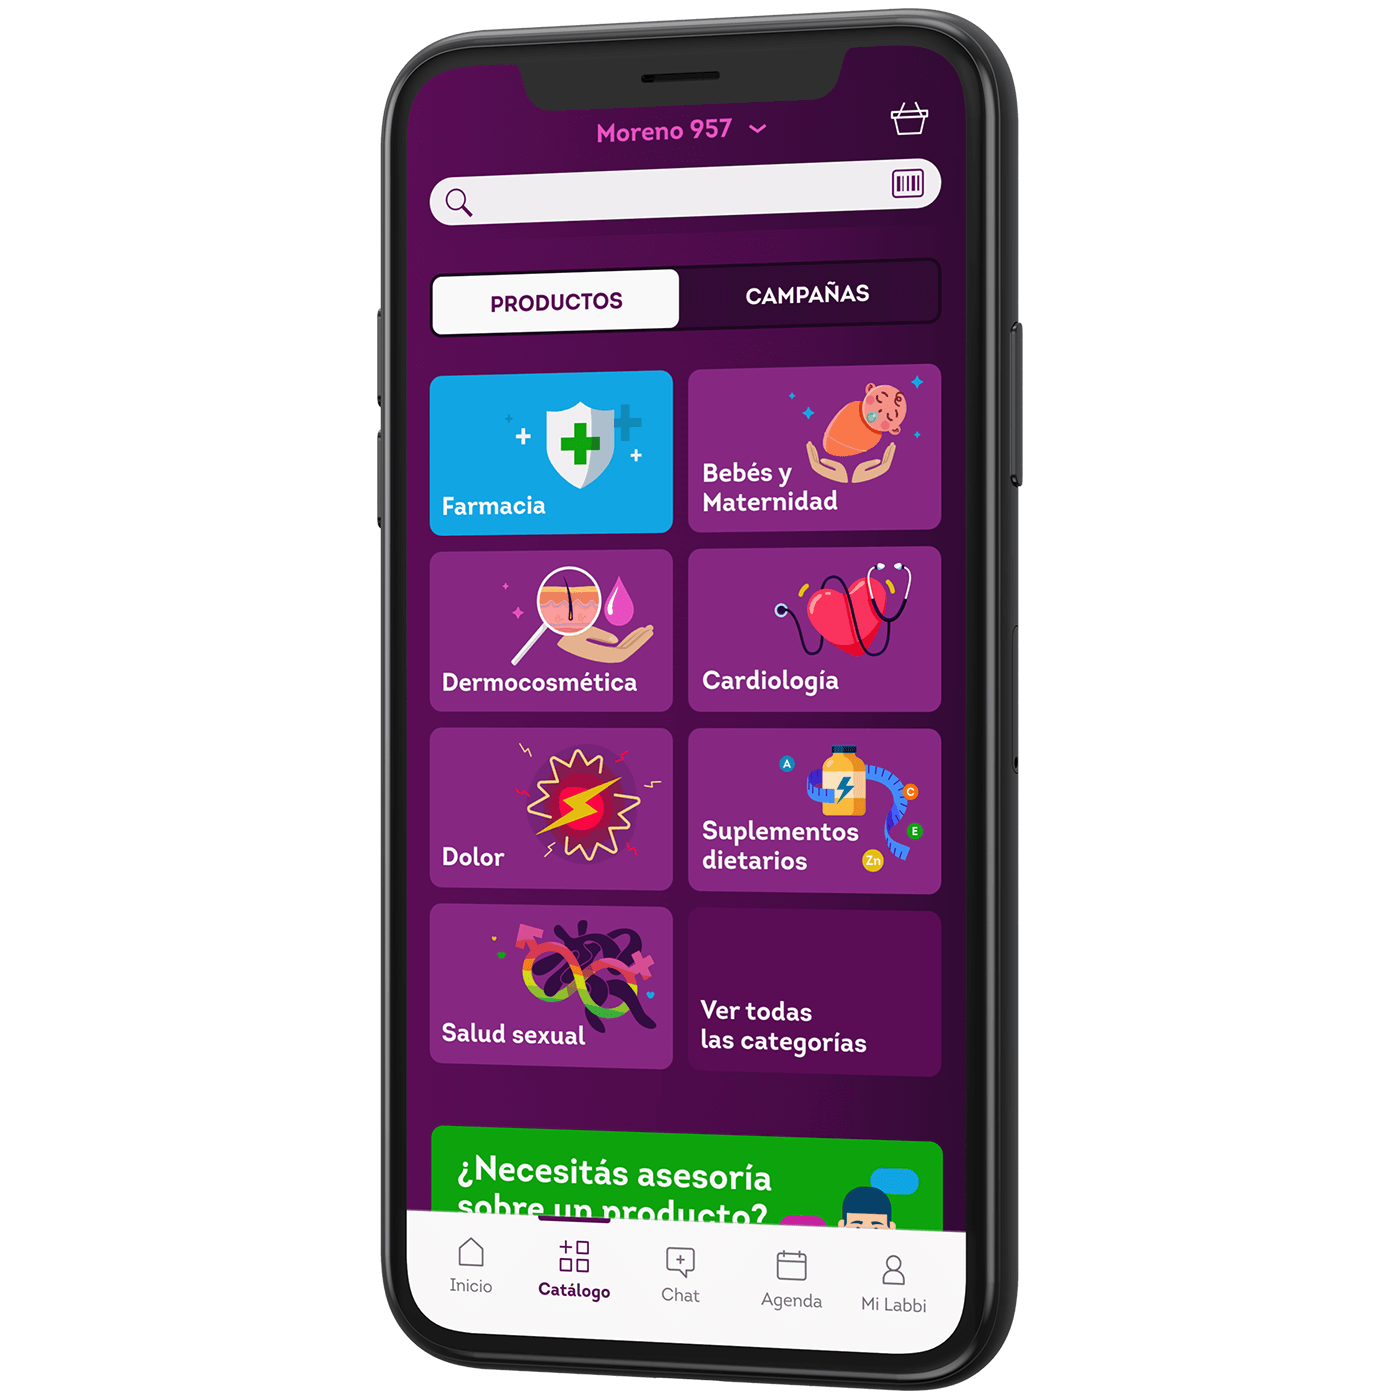 Moreno 957
PRODUCTOS
CAMPAÑAS
Farmacia
Bebés y
Maternidad
Dermocosmética
Cardiología
Dolor
A
C
E
Zn
Suplementos
dietarios
Salud sexual
Ver todas
las categorías
¿Necesitás asesoría
sobre un producto?
Inicio
Catálogo
Chat
Agenda
Mi Labbi